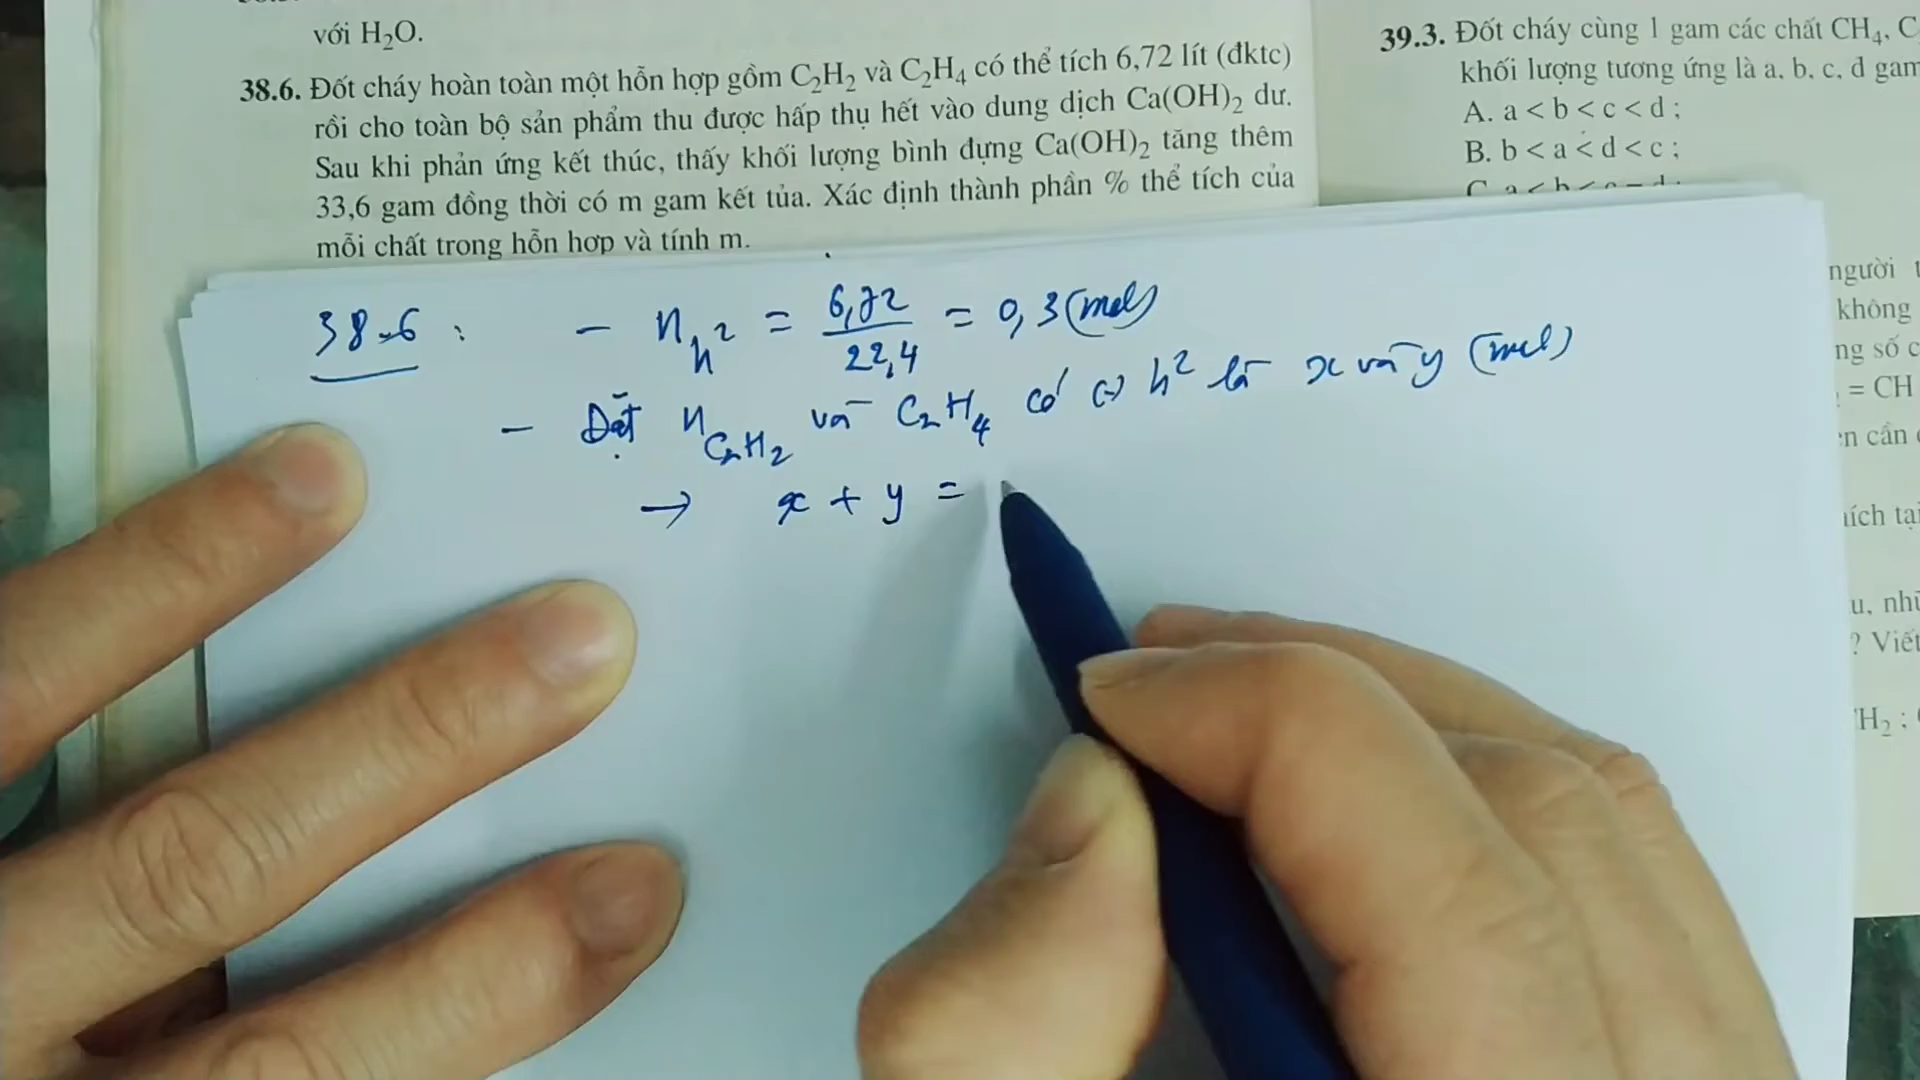 với H₂O.
38.6. Đốt cháy hoàn toàn một hỗn hợp gồm C₂H₂ và C₂H₄ có thể tích 6,72 lít (đktc)
rồi cho toàn bộ sản phẩm thu được hấp thụ hết vào dung dịch Ca(OH)₂ dư.
Sau khi phản ứng kết thúc, thấy khối lượng bình đựng Ca(OH)₂ tăng thêm
33,6 gam đồng thời có m gam kết tủa. Xác định thành phần % thể tích của
mỗi chất trong hỗn hợp và tính m.
38.6 : - n h² = 6,72 / 22,4 = 0,3 (mol)
- Đặt n C₂H₂ và C₂H₄ có (-) h² là x và y (mol)
→ x + y =
39.3. Đốt cháy cùng 1 gam các chất CH₄, C
khối lượng tương ứng là a, b, c, d gam
A. a < b < c < d ;
B. b < a < d < c ;
người t
không
ng số c
= CH
n cần
ích tại
u, nhữ
? Viết
H₂ ;